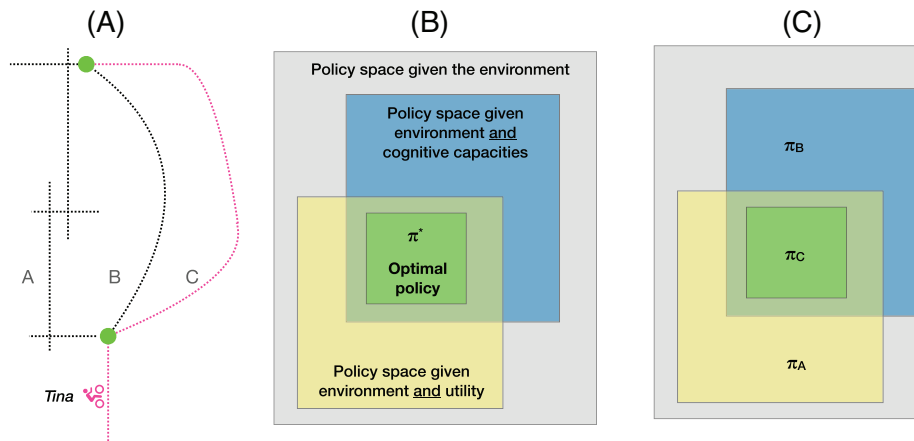 (A)
A
B
C
Tina
(B)
Policy space given the environment
Policy space given
environment and
cognitive capacities
π*
Optimal
policy
Policy space given
environment and utility
(C)
πB
πC
πA